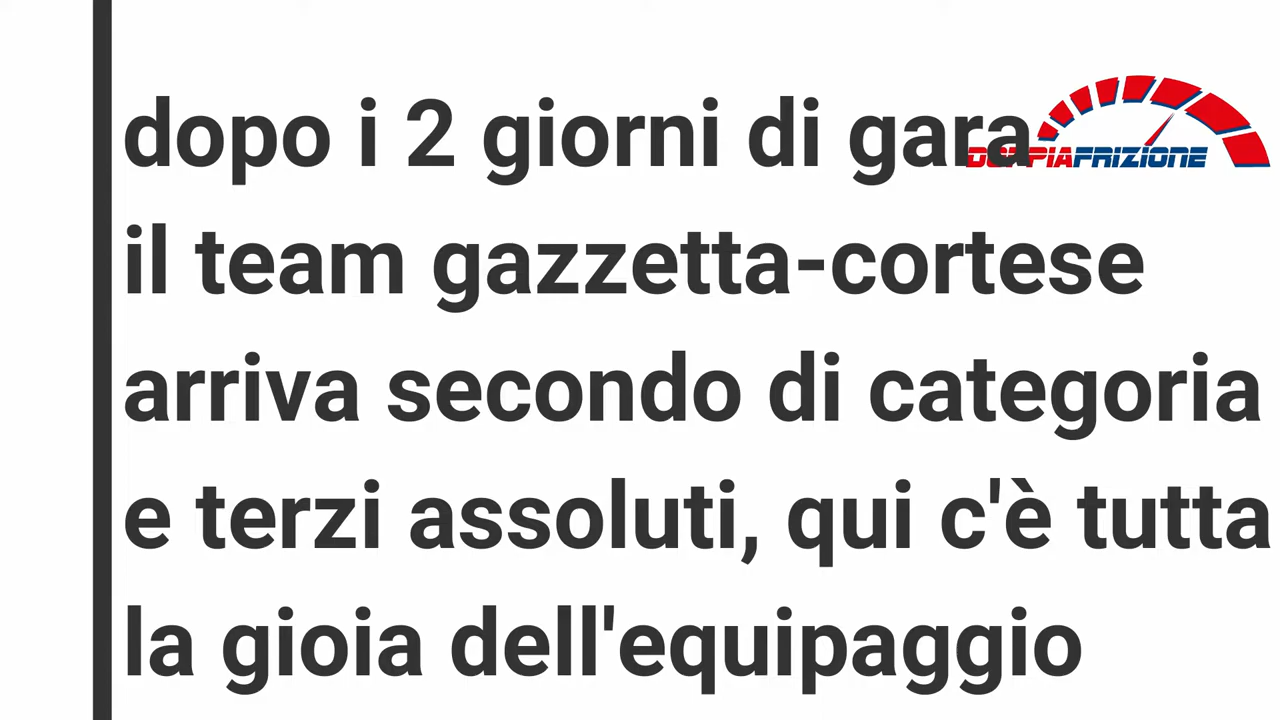 dopo i 2 giorni di gara
DOPPIAFRIZIONE
il team gazzetta-cortese
arriva secondo di categoria
e terzi assoluti, qui c'è tutta
la gioia dell'equipaggio